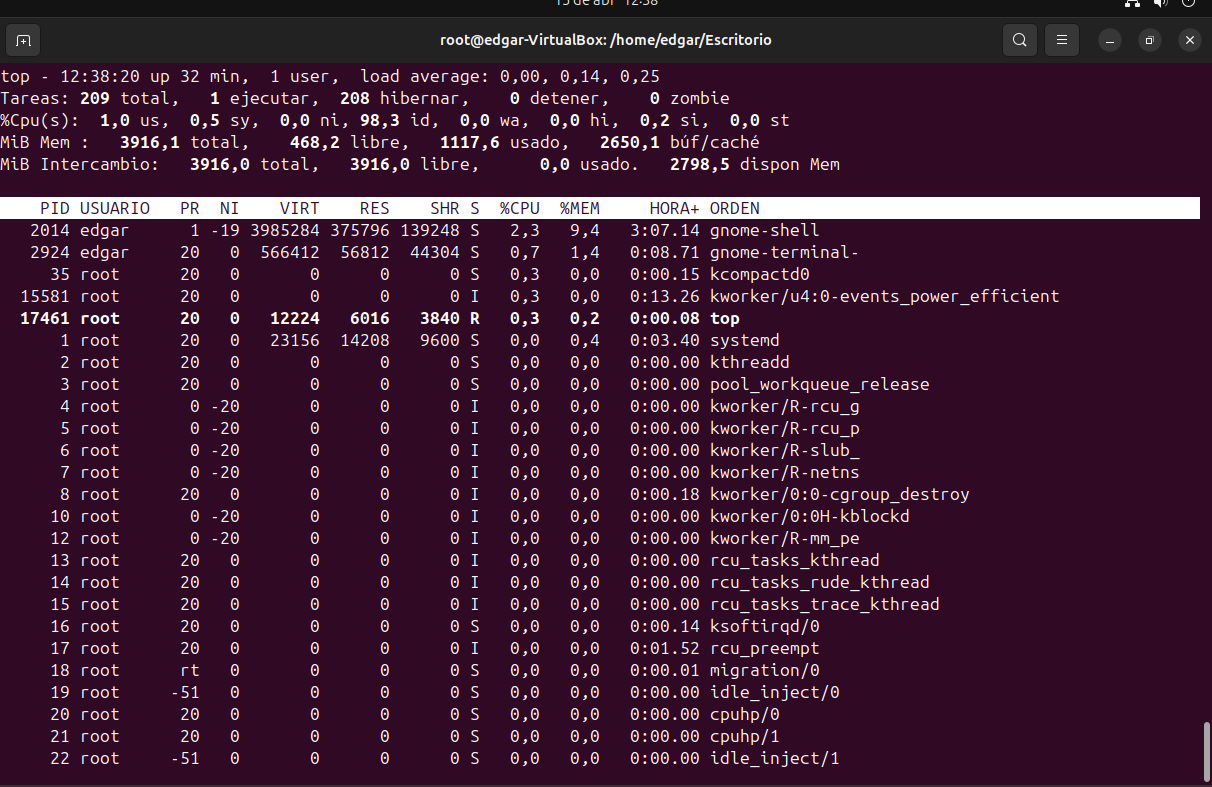 15 de abr 12:38
root@edgar-VirtualBox: /home/edgar/Escritorio
top - 12:38:20 up 32 min,  1 user,  load average: 0,00, 0,14, 0,25
Tareas: 209 total,   1 ejecutar,  208 hibernar,    0 detener,    0 zombie
%Cpu(s):  1,0 us,  0,5 sy,  0,0 ni, 98,3 id,  0,0 wa,  0,0 hi,  0,2 si,  0,0 st
MiB Mem :   3916,1 total,    468,2 libre,   1117,6 usado,   2650,1 búf/caché
MiB Intercambio:   3916,0 total,   3916,0 libre,      0,0 usado.   2798,5 dispon Mem
PID USUARIO   PR  NI    VIRT    RES    SHR S  %CPU  %MEM     HORA+ ORDEN
2014 edgar      1 -19 3985284 375796 139248 S   2,3   9,4   3:07.14 gnome-shell
2924 edgar     20   0  566412  56812  44304 S   0,7   1,4   0:08.71 gnome-terminal-
35 root      20   0       0      0      0 S   0,3   0,0   0:00.15 kcompactd0
15581 root      20   0       0      0      0 I   0,3   0,0   0:13.26 kworker/u4:0-events_power_efficient
17461 root      20   0   12224   6016   3840 R   0,3   0,2   0:00.08 top
1 root      20   0   23156  14208   9600 S   0,0   0,4   0:03.40 systemd
2 root      20   0       0      0      0 S   0,0   0,0   0:00.00 kthreadd
3 root      20   0       0      0      0 S   0,0   0,0   0:00.00 pool_workqueue_release
4 root       0 -20       0      0      0 I   0,0   0,0   0:00.00 kworker/R-rcu_g
5 root       0 -20       0      0      0 I   0,0   0,0   0:00.00 kworker/R-rcu_p
6 root       0 -20       0      0      0 I   0,0   0,0   0:00.00 kworker/R-slub_
7 root       0 -20       0      0      0 I   0,0   0,0   0:00.00 kworker/R-netns
8 root      20   0       0      0      0 I   0,0   0,0   0:00.18 kworker/0:0-cgroup_destroy
10 root       0 -20       0      0      0 I   0,0   0,0   0:00.00 kworker/0:0H-kblockd
12 root       0 -20       0      0      0 I   0,0   0,0   0:00.00 kworker/R-mm_pe
13 root      20   0       0      0      0 I   0,0   0,0   0:00.00 rcu_tasks_kthread
14 root      20   0       0      0      0 I   0,0   0,0   0:00.00 rcu_tasks_rude_kthread
15 root      20   0       0      0      0 I   0,0   0,0   0:00.00 rcu_tasks_trace_kthread
16 root      20   0       0      0      0 S   0,0   0,0   0:00.14 ksoftirqd/0
17 root      20   0       0      0      0 I   0,0   0,0   0:01.52 rcu_preempt
18 root      rt   0       0      0      0 S   0,0   0,0   0:00.01 migration/0
19 root     -51   0       0      0      0 S   0,0   0,0   0:00.00 idle_inject/0
20 root      20   0       0      0      0 S   0,0   0,0   0:00.00 cpuhp/0
21 root      20   0       0      0      0 S   0,0   0,0   0:00.00 cpuhp/1
22 root     -51   0       0      0      0 S   0,0   0,0   0:00.00 idle_inject/1